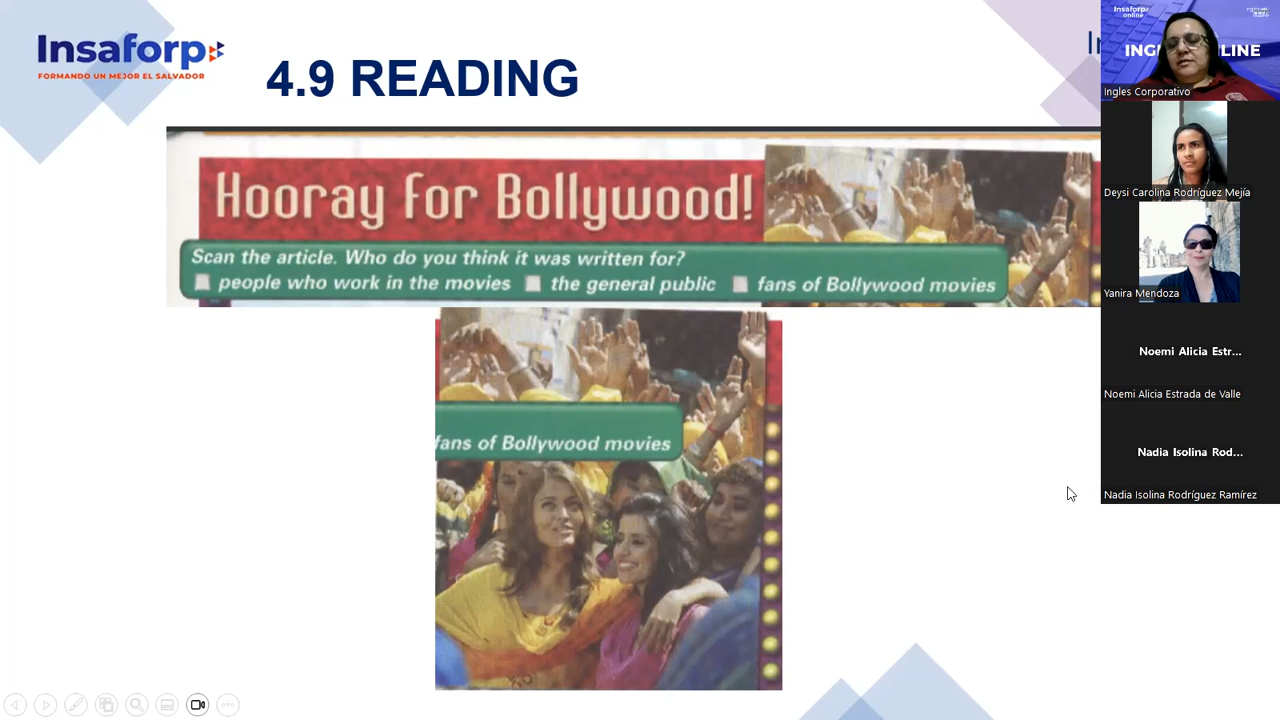 Insaforp
FORMANDO UN MEJOR EL SALVADOR
4.9 READING
Hooray for Bollywood!
Scan the article. Who do you think it was written for?
people who work in the movies
the general public
fans of Bollywood movies
fans of Bollywood movies
Insaforp
online
Ingles Corporativo
Deysi Carolina Rodríguez Mejía
Yanira Mendoza
Noemi Alicia Estr...
Noemi Alicia Estrada de Valle
Nadia Isolina Rod...
Nadia Isolina Rodríguez Ramírez